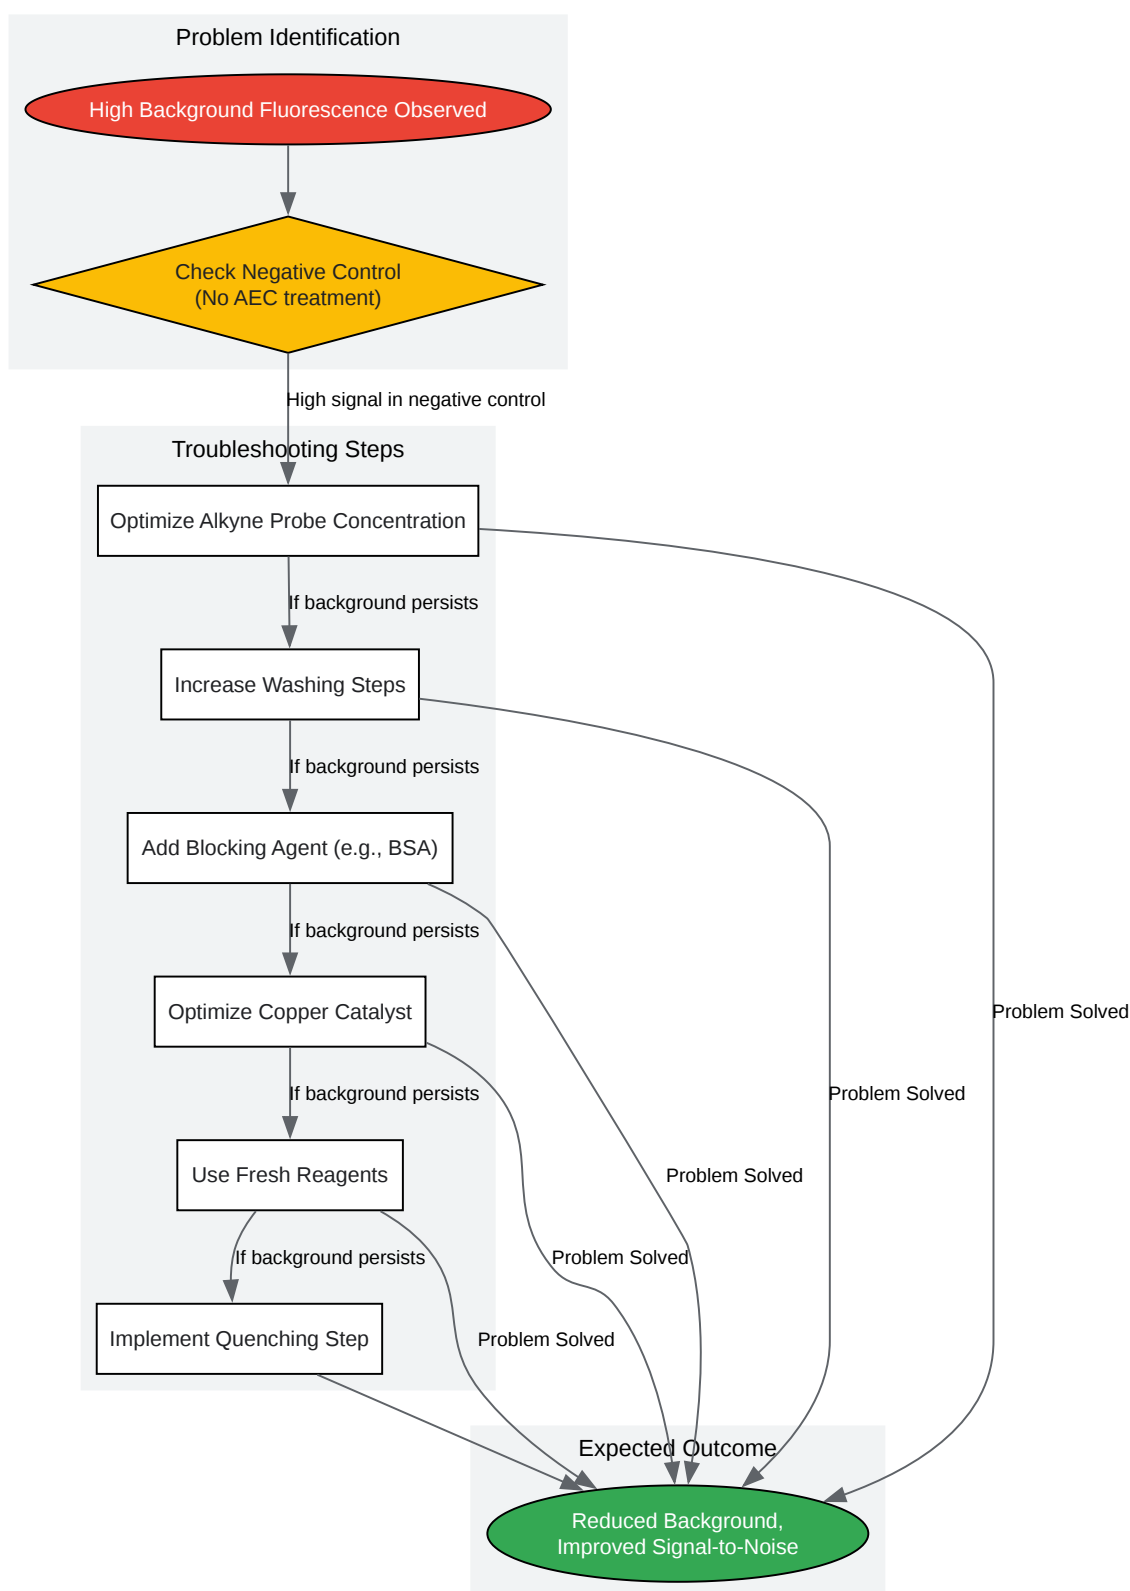 Problem Identification
High Background Fluorescence Observed
Check Negative Control
(No AEC treatment)
High signal in negative control
Troubleshooting Steps
Optimize Alkyne Probe Concentration
If background persists
Increase Washing Steps
If background persists
Add Blocking Agent (e.g., BSA)
If background persists
Optimize Copper Catalyst
Problem Solved
If background persists
Problem Solved
Use Fresh Reagents
Problem Solved
If background persists
Problem Solved
Implement Quenching Step
Problem Solved
Expected Outcome
Reduced Background,
Improved Signal-to-Noise